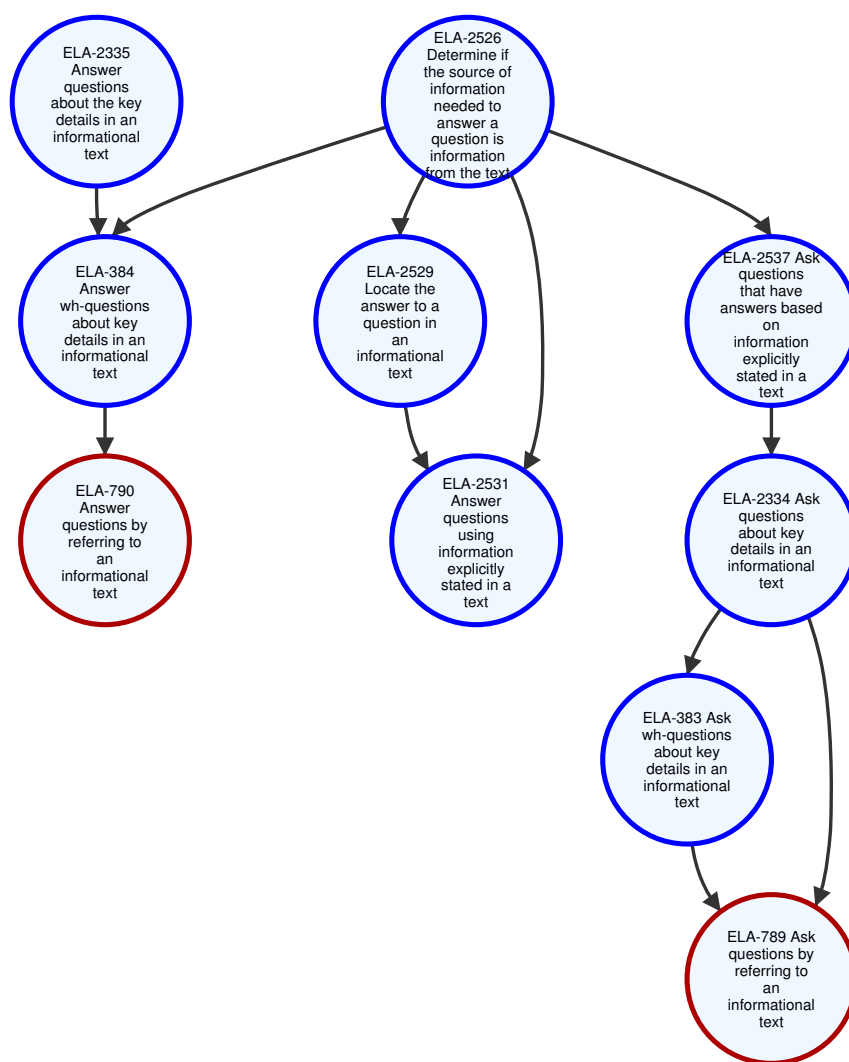 ELA-2335
Answer
questions
about the key
details in an
informational
text
ELA-2526
Determine if
the source of
information
needed to
answer a
question is
information
from the text
ELA-384
Answer
wh-questions
about key
details in an
informational
text
ELA-2529
Locate the
answer to a
question in
an
informational
text
ELA-2537 Ask
questions
that have
answers based
on
information
explicitly
stated in a
text
ELA-790
Answer
questions by
referring to
an
informational
text
ELA-2531
Answer
questions
using
information
explicitly
stated in a
text
ELA-2334 Ask
questions
about key
details in an
informational
text
ELA-383 Ask
wh-questions
about key
details in an
informational
text
ELA-789 Ask
questions by
referring to
an
informational
text